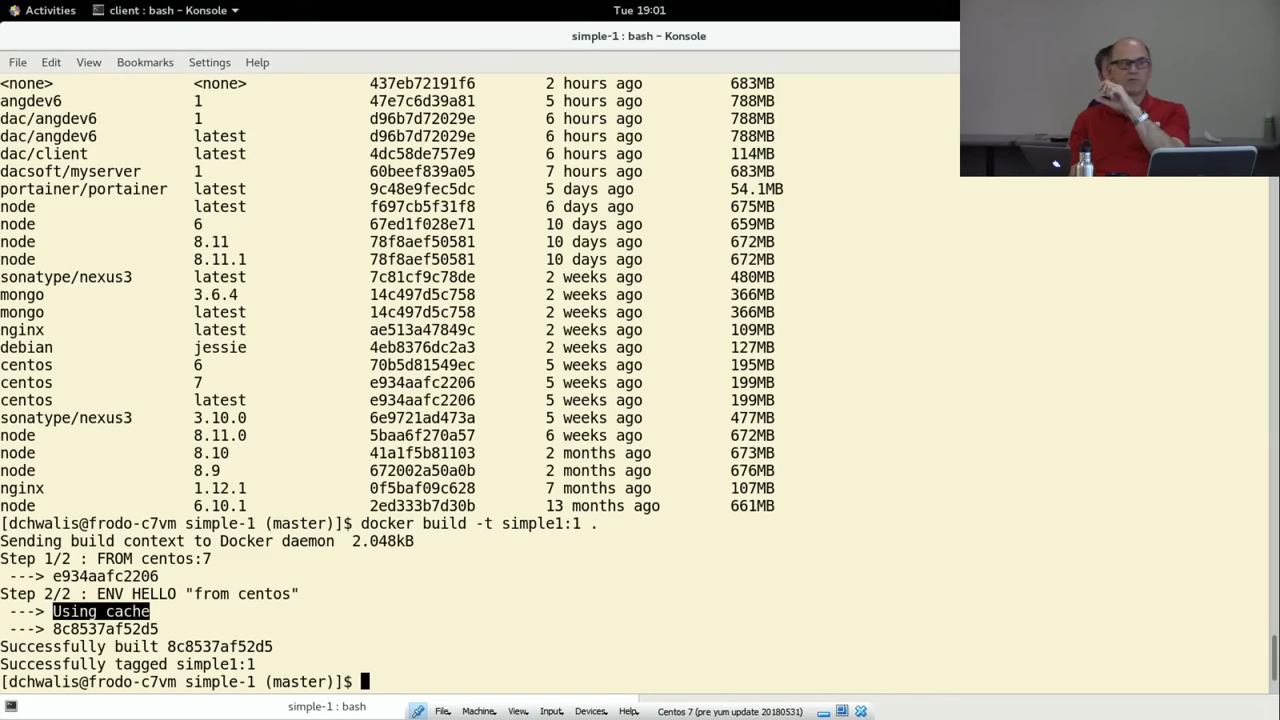 Activities client : bash – Konsole Tue 19:01
simple-1 : bash – Konsole
File Edit View Bookmarks Settings Help
<none> <none> 437eb72191f6 2 hours ago 683MB
angdev6 1 47e7c6d39a81 5 hours ago 788MB
dac/angdev6 1 d96b7d72029e 6 hours ago 788MB
dac/angdev6 latest d96b7d72029e 6 hours ago 788MB
dac/client latest 4dc58de757e9 6 hours ago 114MB
dacsoft/myserver 1 60beef839a05 7 hours ago 683MB
portainer/portainer latest 9c48e9fec5dc 5 days ago 54.1MB
node latest f697cb5f31f8 6 days ago 675MB
node 6 67ed1f028e71 10 days ago 659MB
node 8.11 78f8aef50581 10 days ago 672MB
node 8.11.1 78f8aef50581 10 days ago 672MB
sonatype/nexus3 latest 7c81cf9c78de 2 weeks ago 480MB
mongo 3.6.4 14c497d5c758 2 weeks ago 366MB
mongo latest 14c497d5c758 2 weeks ago 366MB
nginx latest ae513a47849c 2 weeks ago 109MB
debian jessie 4eb8376dc2a3 2 weeks ago 127MB
centos 6 70b5d81549ec 5 weeks ago 195MB
centos 7 e934aafc2206 5 weeks ago 199MB
centos latest e934aafc2206 5 weeks ago 199MB
sonatype/nexus3 3.10.0 6e9721ad473a 5 weeks ago 477MB
node 8.11.0 5baa6f270a57 6 weeks ago 672MB
node 8.10 41a1f5b81103 2 months ago 673MB
node 8.9 672002a50a0b 2 months ago 676MB
nginx 1.12.1 0f5baf09c628 7 months ago 107MB
node 6.10.1 2ed333b7d30b 13 months ago 661MB
[dchwalis@frodo-c7vm simple-1 (master)]$ docker build -t simple1:1 .
Sending build context to Docker daemon 2.048kB
Step 1/2 : FROM centos:7
---> e934aafc2206
Step 2/2 : ENV HELLO "from centos"
---> Using cache
---> 8c8537af52d5
Successfully built 8c8537af52d5
Successfully tagged simple1:1
[dchwalis@frodo-c7vm simple-1 (master)]$
simple-1 : bash
File Machine View Input Devices Help Centos 7 (pre yum update 20180531)